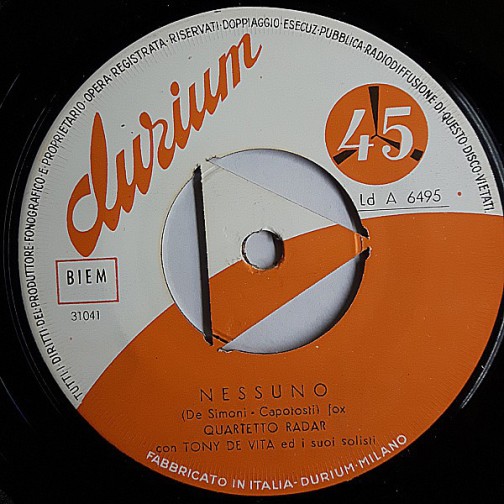 TUTTI I DIRITTI DEL PRODUTTORE FONOGRAFICO E PROPRIETARIO OPERA REGISTRATA RISERVATI · DOPPIAGGIO · ESECUZ · PUBBLICA · RADIODIFFUSIONE DI QUESTO DISCO VIETATI ·
durium
45
Ld A 6495
BIEM
31041
NESSUNO
(De Simoni - Capotosti) fox
QUARTETTO RADAR
con TONY DE VITA ed i suoi solisti
FABBRICATO IN ITALIA - DURIUM - MILANO